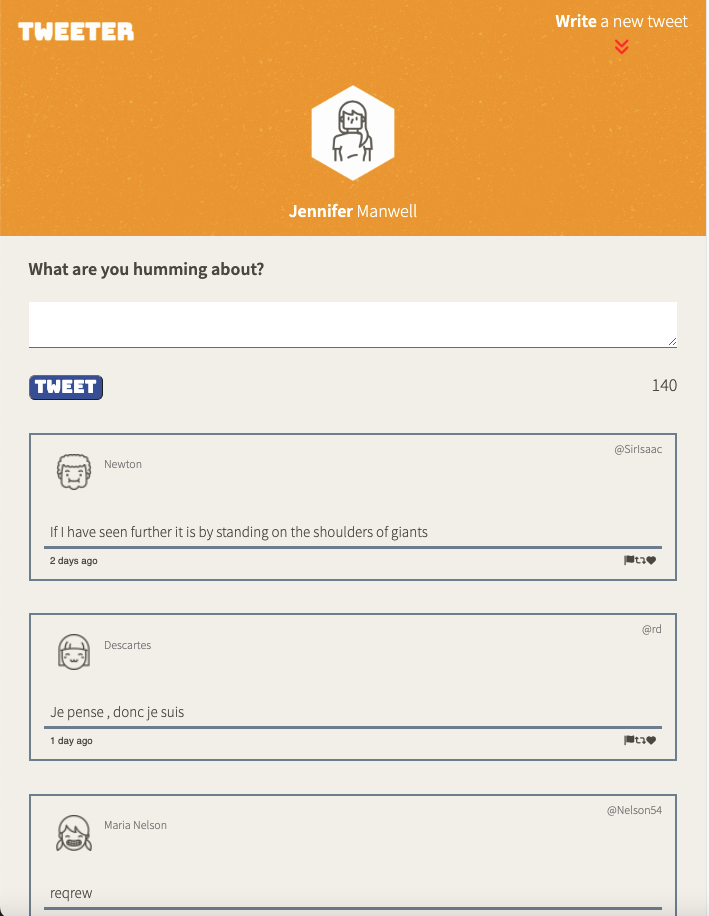 TWEETER
Write a new tweet
Jennifer Manwell
What are you humming about?
TWEET
140
Newton
@SirIsaac
If I have seen further it is by standing on the shoulders of giants
2 days ago
Descartes
@rd
Je pense , donc je suis
1 day ago
Maria Nelson
@Nelson54
reqrew